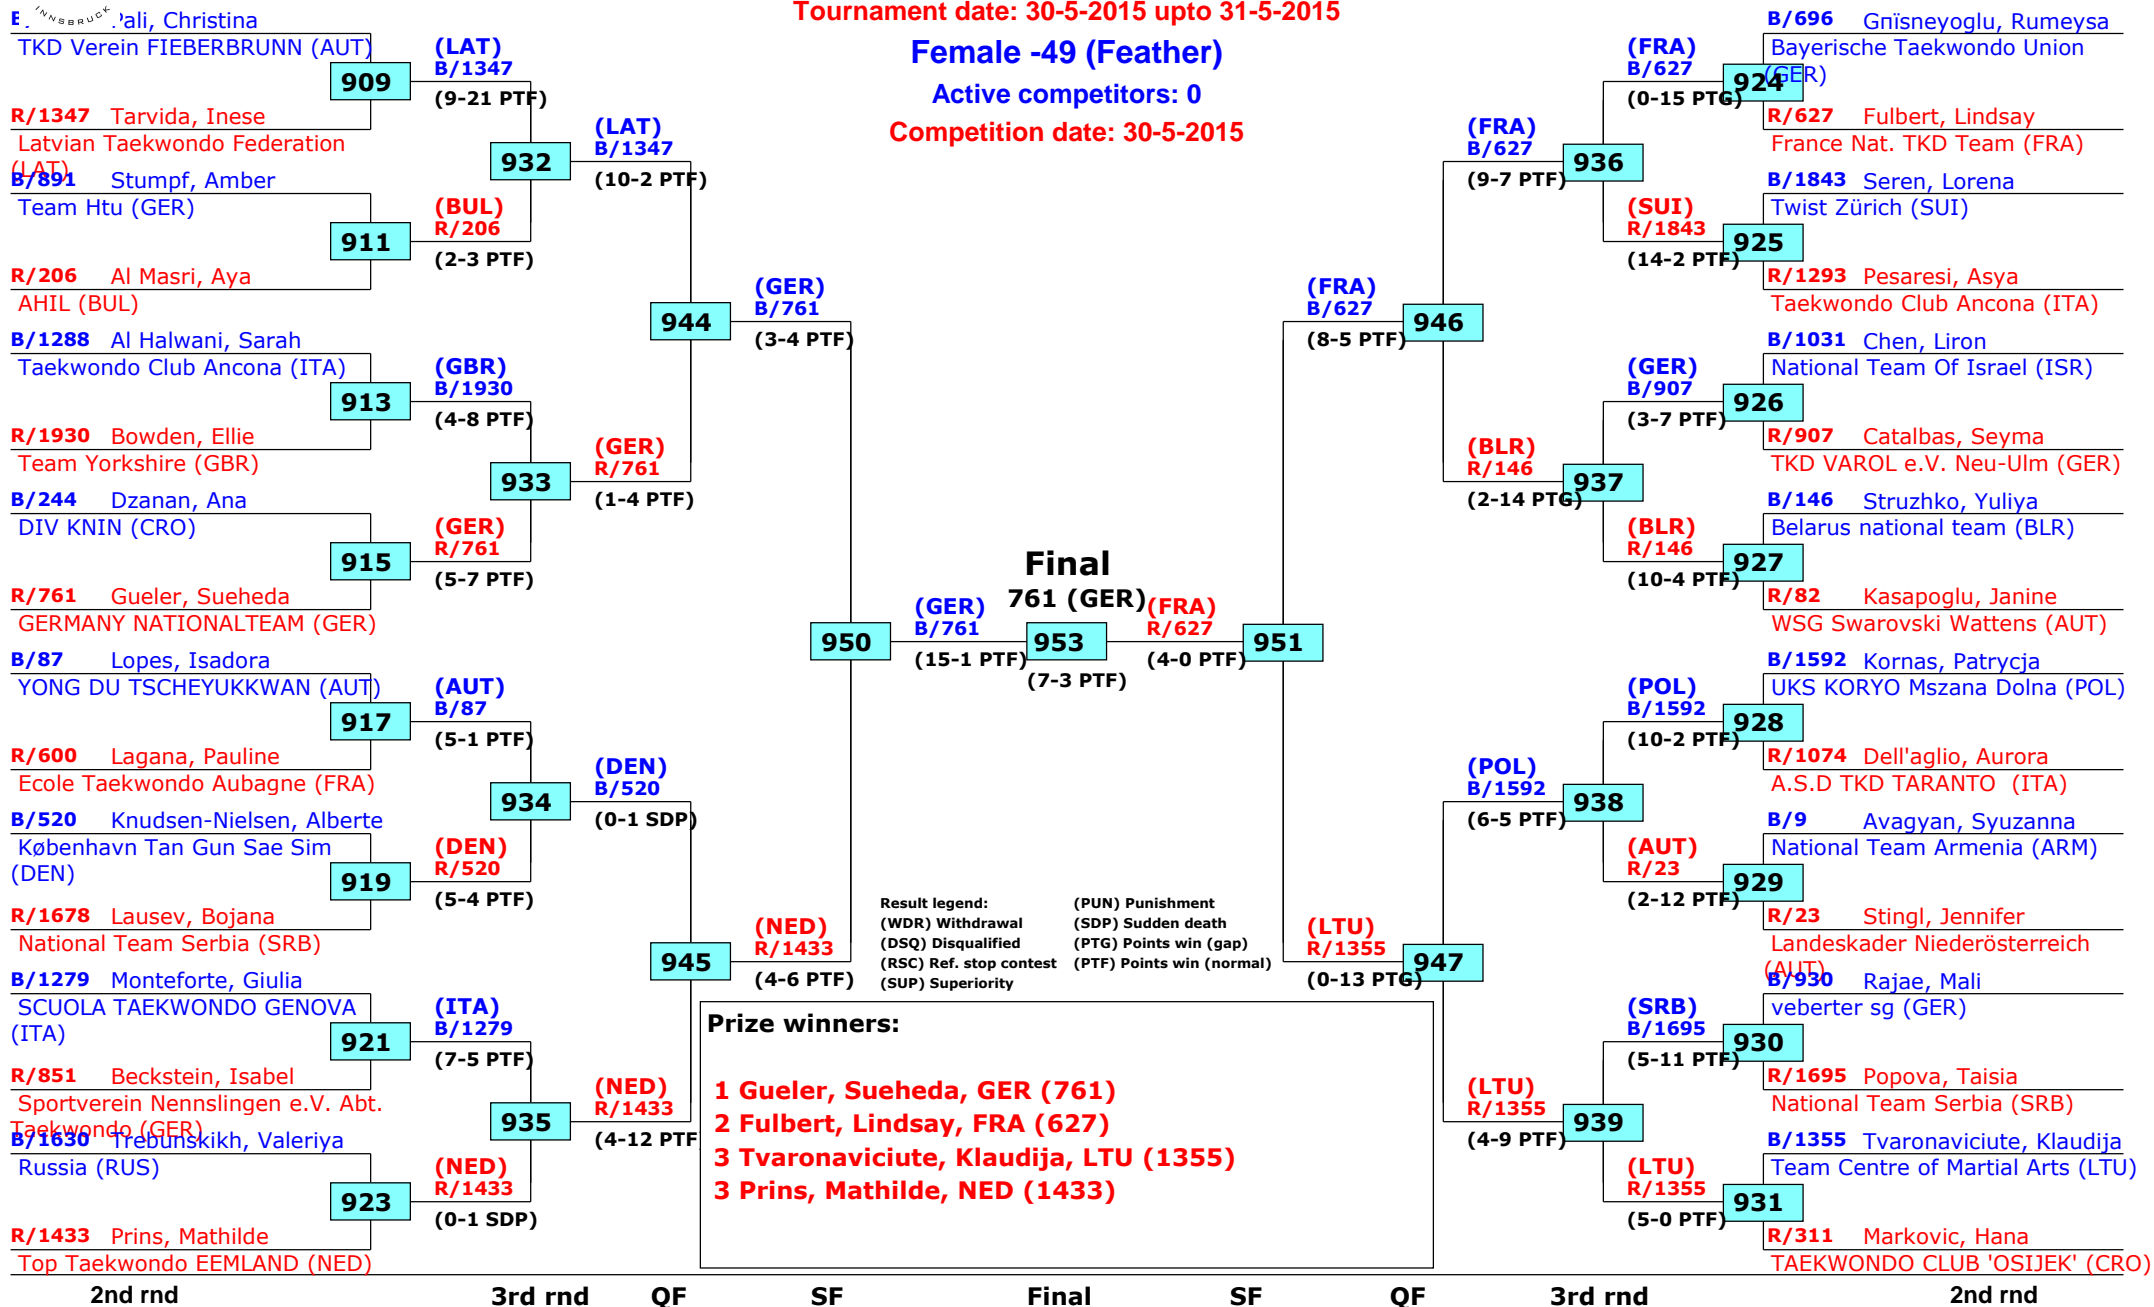 INNSBRUCK
Pali, Christina
TKD Verein FIEBERBRUNN (AUT)
909
R/1347 Tarvida, Inese
Latvian Taekwondo Federation
(LAT)
B/891 Stumpf, Amber
Team Htu (GER)
911
R/206 Al Masri, Aya
AHIL (BUL)
B/1288 Al Halwani, Sarah
Taekwondo Club Ancona (ITA)
913
R/1930 Bowden, Ellie
Team Yorkshire (GBR)
B/244 Dzanan, Ana
DIV KNIN (CRO)
915
R/761 Gueler, Sueheda
GERMANY NATIONALTEAM (GER)
B/87 Lopes, Isadora
YONG DU TSCHEYUKKWAN (AUT)
917
R/600 Lagana, Pauline
Ecole Taekwondo Aubagne (FRA)
B/520 Knudsen-Nielsen, Alberte
København Tan Gun Sae Sim
(DEN)
919
R/1678 Lausev, Bojana
National Team Serbia (SRB)
B/1279 Monteforte, Giulia
SCUOLA TAEKWONDO GENOVA
(ITA)
921
R/851 Beckstein, Isabel
Sportverein Nennslingen e.V. Abt.
Taekwondo (GER)
B/1630 Trebunskikh, Valeriya
Russia (RUS)
923
R/1433 Prins, Mathilde
Top Taekwondo EEMLAND (NED)
2nd rnd
(LAT)
B/1347
(9-21 PTF)
932
(BUL)
R/206
(2-3 PTF)
(GBR)
B/1930
(4-8 PTF)
933
(GER)
R/761
(5-7 PTF)
(AUT)
B/87
(5-1 PTF)
934
(DEN)
R/520
(5-4 PTF)
(ITA)
B/1279
(7-5 PTF)
935
(NED)
R/1433
(0-1 SDP)
3rd rnd
(LAT)
B/1347
(10-2 PTF)
944
(GER)
R/761
(1-4 PTF)
(DEN)
B/520
(0-1 SDP)
945
(NED)
R/1433
(4-12 PTF
QF
(GER)
B/761
(3-4 PTF)
950
(NED)
R/1433
(4-6 PTF)
SF
Tournament date: 30-5-2015 upto 31-5-2015
Female -49 (Feather)
Active competitors: 0
Competition date: 30-5-2015
Final
761 (GER)
(GER)
B/761
(15-1 PTF)
953
(7-3 PTF)
(FRA)
R/627
(4-0 PTF)
Result legend:
(WDR) Withdrawal
(DSQ) Disqualified
(RSC) Ref. stop contest
(SUP) Superiority
(PUN) Punishment
(SDP) Sudden death
(PTG) Points win (gap)
(PTF) Points win (normal)
Prize winners:
1 Gueler, Sueheda, GER (761)
2 Fulbert, Lindsay, FRA (627)
3 Tvaronaviciute, Klaudija, LTU (1355)
3 Prins, Mathilde, NED (1433)
Final
(FRA)
B/627
(8-5 PTF)
951
(LTU)
R/1355
(0-13 PTG)
SF
(FRA)
B/627
(9-7 PTF)
946
(BLR)
R/146
(2-14 PTG)
(POL)
B/1592
(6-5 PTF)
947
(LTU)
R/1355
(4-9 PTF)
QF
(FRA)
B/627
(0-15 PTG)
936
(SUI)
R/1843
(14-2 PTF)
(GER)
B/907
(3-7 PTF)
937
(BLR)
R/146
(10-4 PTF)
(POL)
B/1592
(10-2 PTF)
938
(AUT)
R/23
(2-12 PTF)
(SRB)
B/1695
(5-11 PTF)
939
(LTU)
R/1355
(5-0 PTF)
3rd rnd
B/696 Gпïsneyoglu, Rumeysa
Bayerische Taekwondo Union
(GER)
924
R/627 Fulbert, Lindsay
France Nat. TKD Team (FRA)
B/1843 Seren, Lorena
Twist Zürich (SUI)
925
R/1293 Pesaresi, Asya
Taekwondo Club Ancona (ITA)
B/1031 Chen, Liron
National Team Of Israel (ISR)
926
R/907 Catalbas, Seyma
TKD VAROL e.V. Neu-Ulm (GER)
B/146 Struzhko, Yuliya
Belarus national team (BLR)
927
R/82 Kasapoglu, Janine
WSG Swarovski Wattens (AUT)
B/1592 Kornas, Patrycja
UKS KORYO Mszana Dolna (POL)
928
R/1074 Dell'aglio, Aurora
A.S.D TKD TARANTO (ITA)
B/9 Avagyan, Syuzanna
National Team Armenia (ARM)
929
R/23 Stingl, Jennifer
Landeskader Niederösterreich
(AUT)
B/930 Rajae, Mali
veberter sg (GER)
930
R/1695 Popova, Taisia
National Team Serbia (SRB)
B/1355 Tvaronaviciute, Klaudija
Team Centre of Martial Arts (LTU)
931
R/311 Markovic, Hana
TAEKWONDO CLUB 'OSIJEK' (CRO)
2nd rnd